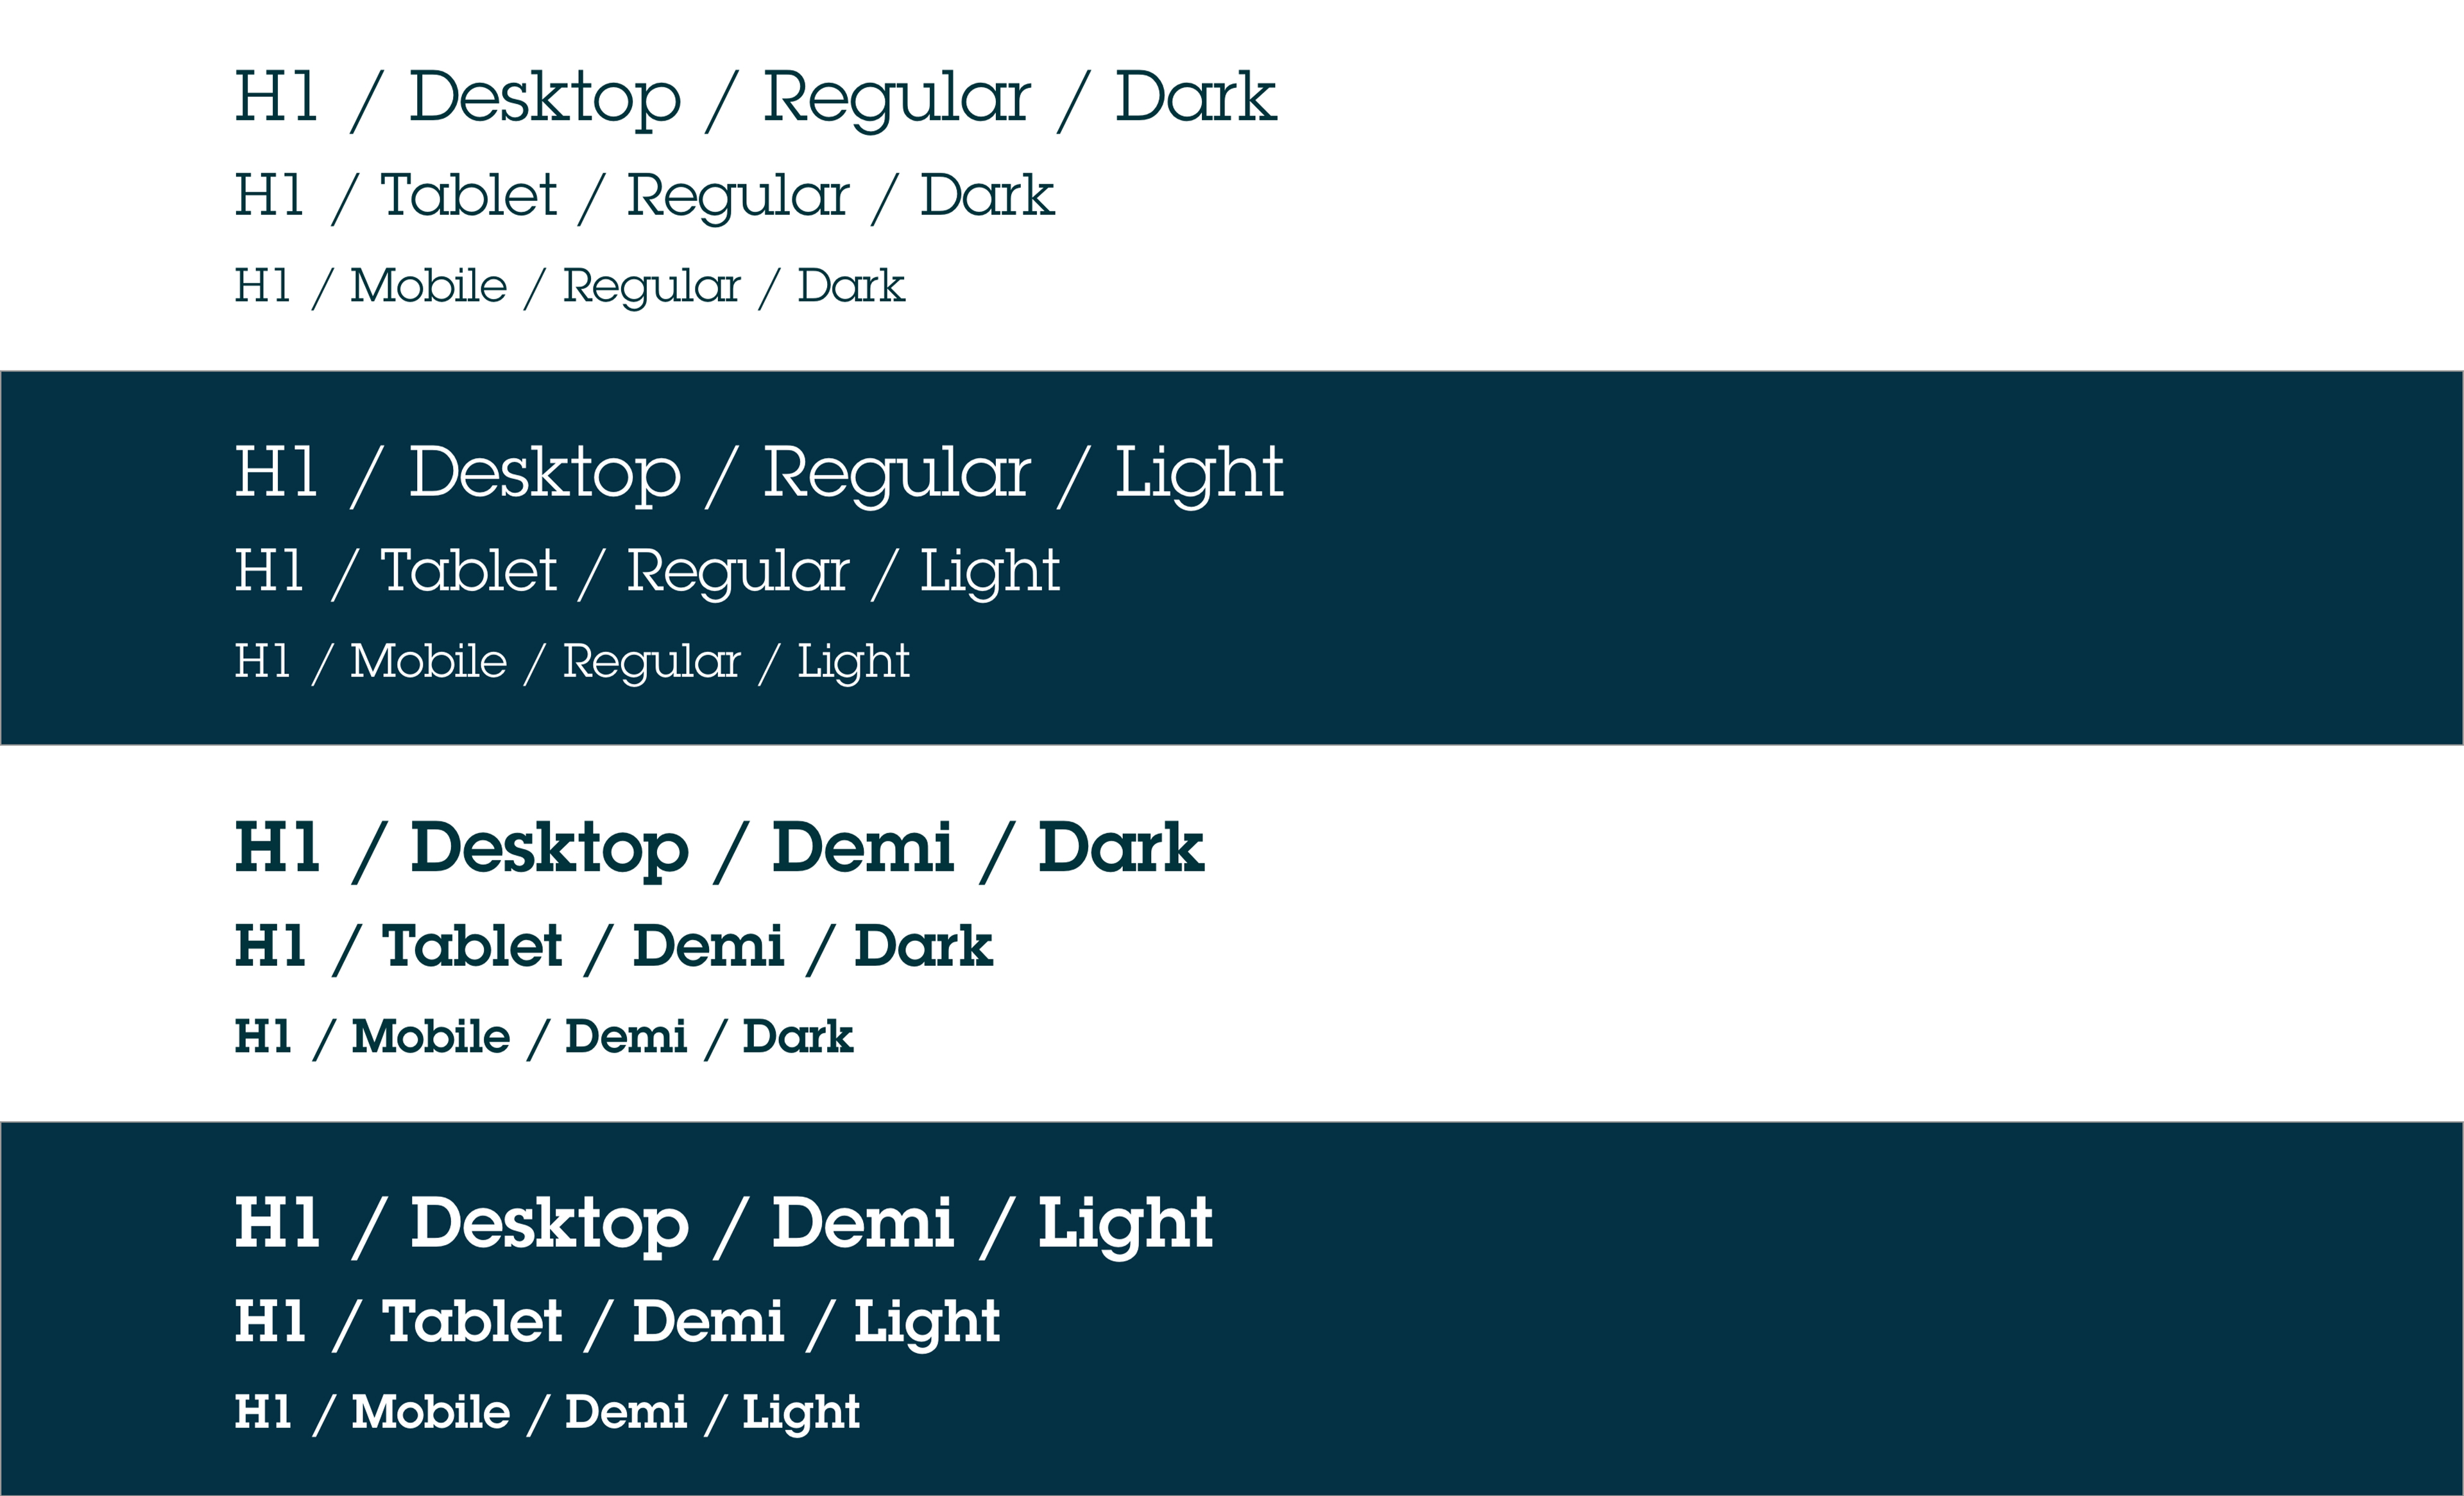 H1 / Desktop / Regular / Dark
H1 / Tablet / Regular / Dark
H1 / Mobile / Regular / Dark
H1 / Desktop / Regular / Light
H1 / Tablet / Regular / Light
H1 / Mobile / Regular / Light
H1 / Desktop / Demi / Dark
H1 / Tablet / Demi / Dark
H1 / Mobile / Demi / Dark
H1 / Desktop / Demi / Light
H1 / Tablet / Demi / Light
H1 / Mobile / Demi / Light